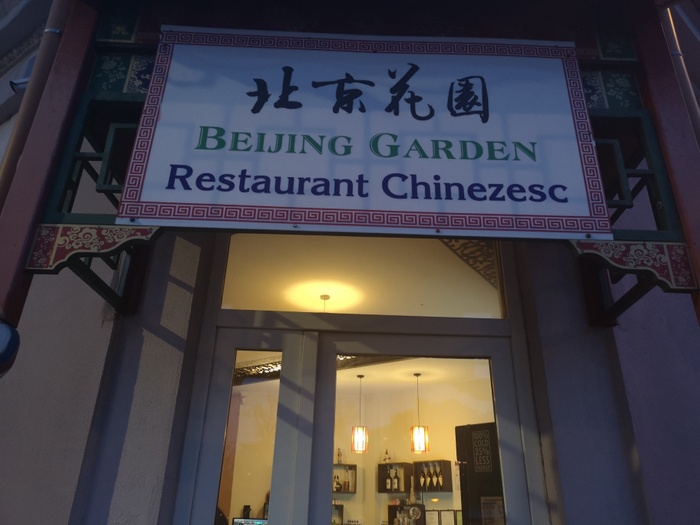 北京花園
BEIJING GARDEN
Restaurant Chinezesc